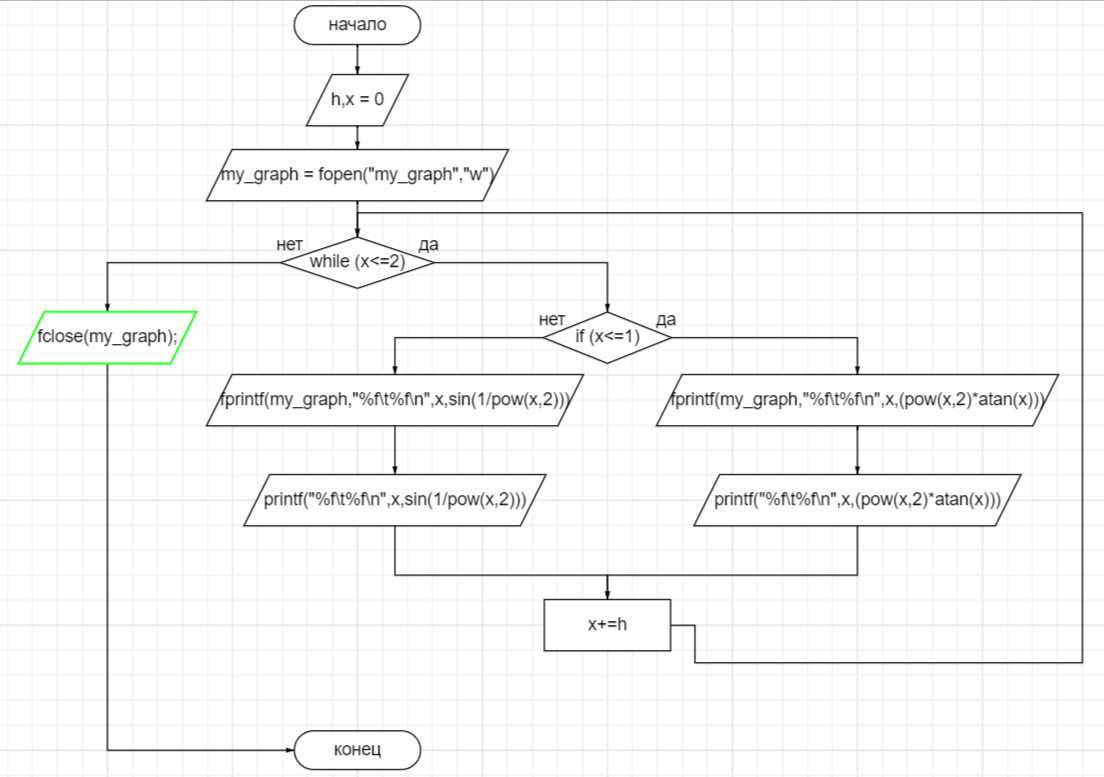 начало
h,x = 0
my_graph = fopen("my_graph","w")
нет
да
while (x<=2)
fclose(my_graph);
нет
да
if (x<=1)
fprintf(my_graph,"%f\t%f\n",x,sin(1/pow(x,2)))
fprintf(my_graph,"%f\t%f\n",x,(pow(x,2)*atan(x)))
printf("%f\t%f\n",x,sin(1/pow(x,2)))
printf("%f\t%f\n",x,(pow(x,2)*atan(x)))
x+=h
конец